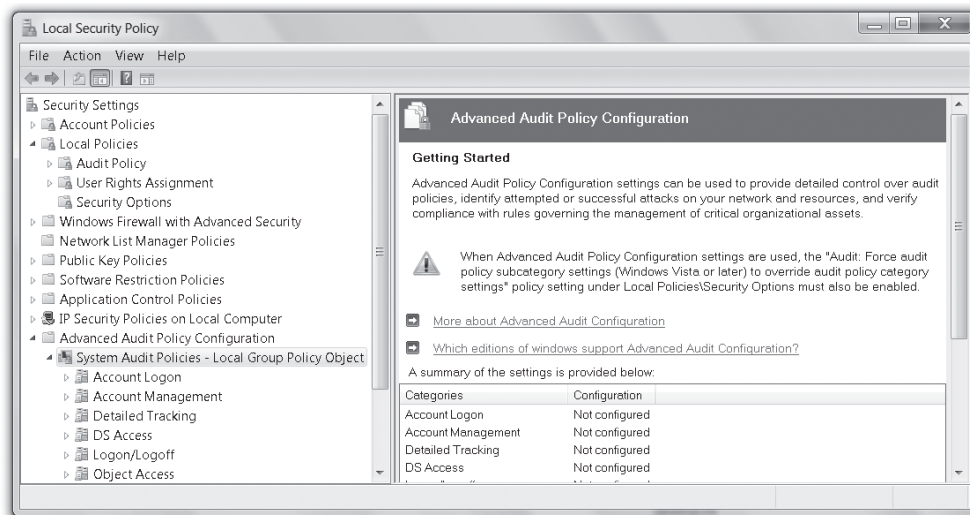 Local Security Policy
File Action View Help
Security Settings
Account Policies
Local Policies
Audit Policy
User Rights Assignment
Security Options
Windows Firewall with Advanced Security
Network List Manager Policies
Public Key Policies
Software Restriction Policies
Application Control Policies
IP Security Policies on Local Computer
Advanced Audit Policy Configuration
System Audit Policies - Local Group Policy Object
Account Logon
Account Management
Detailed Tracking
DS Access
Logon/Logoff
Object Access
Advanced Audit Policy Configuration
Getting Started
Advanced Audit Policy Configuration settings can be used to provide detailed control over audit
policies, identify attempted or successful attacks on your network and resources, and verify
compliance with rules governing the management of critical organizational assets.
When Advanced Audit Policy Configuration settings are used, the "Audit: Force audit
policy subcategory settings (Windows Vista or later) to override audit policy category
settings" policy setting under Local Policies\Security Options must also be enabled.
More about Advanced Audit Configuration
Which editions of windows support Advanced Audit Configuration?
A summary of the settings is provided below:
Categories Configuration
Account Logon Not configured
Account Management Not configured
Detailed Tracking Not configured
DS Access Not configured